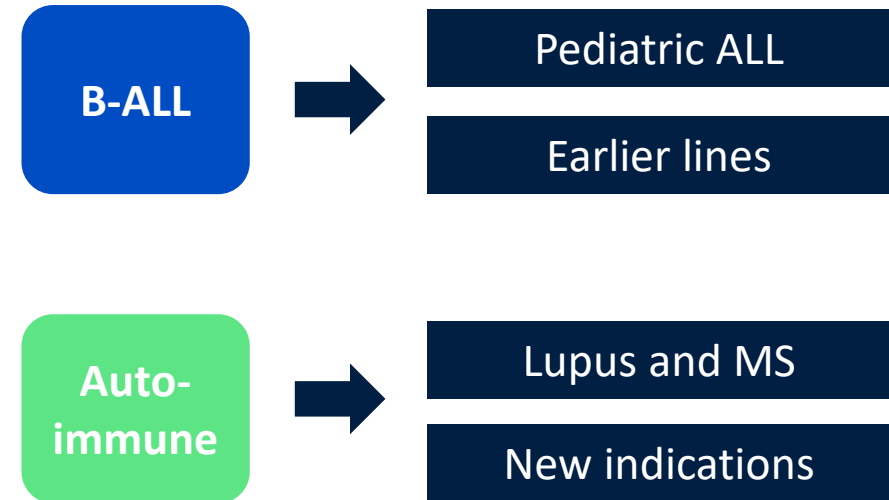 B-ALL
Pediatric ALL
Earlier lines
Auto-
immune
Lupus and MS
New indications